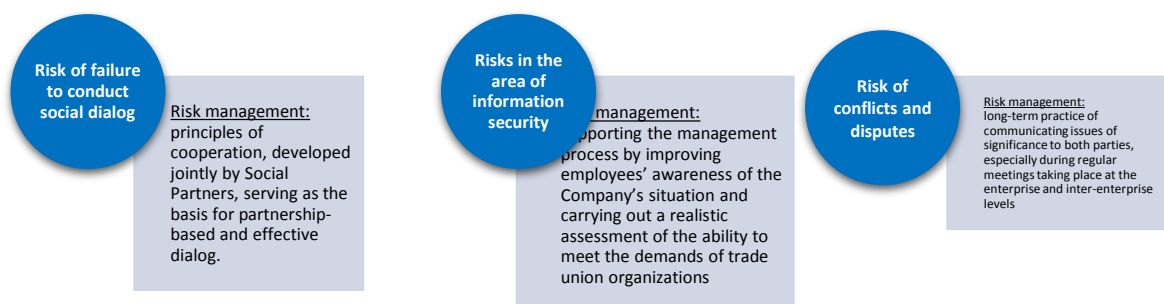 Risk of failure
to conduct
social dialog
Risk management:
principles of
cooperation, developed
jointly by Social
Partners, serving as the
basis for partnership-
based and effective
dialog.
Risks in the
area of
information
security
management:
pporting the management
process by improving
employees’ awareness of the
Company’s situation and
carrying out a realistic
assessment of the ability to
meet the demands of trade
union organizations
Risk of
conflicts and
disputes
Risk management:
long-term practice of
communicating issues of
significance to both parties,
especially during regular
meetings taking place at the
enterprise and inter-enterprise
levels